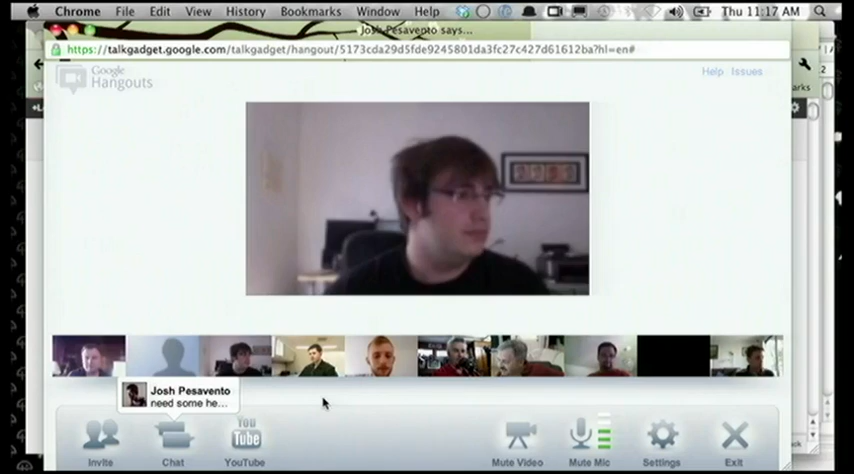 Chrome File Edit View History Bookmarks Window Help Thu 11:17 AM
Josh Pesavento says...
https://talkgadget.google.com/talkgadget/hangout/5173cda29d5fde9245801da3fc27c427d61612ba?hl=en#
Google
Hangouts
Help Issues
Josh Pesavento
need some he...
You
Tube
Invite Chat YouTube Mute Video Mute Mic Settings Exit